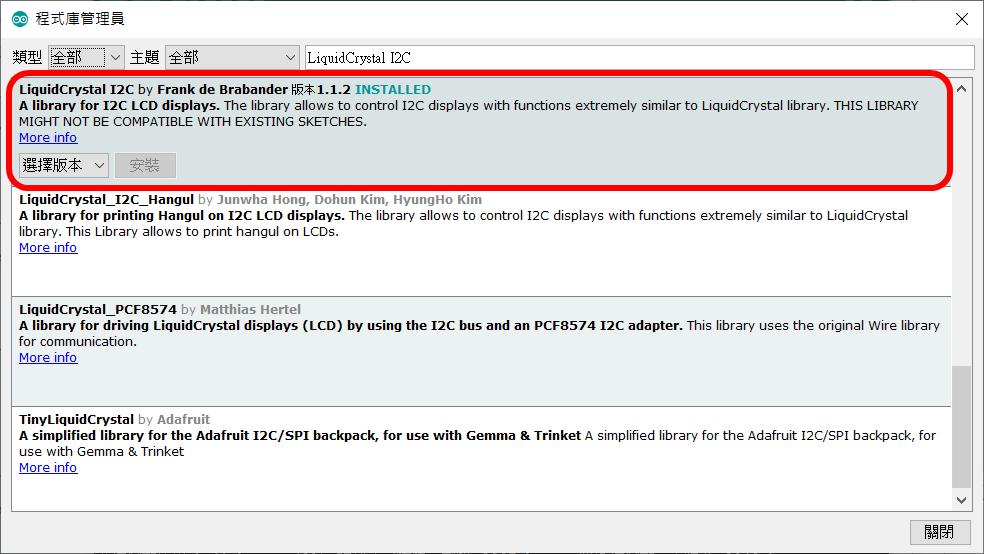 程式庫管理員
類型 全部 主題 全部 LiquidCrystal I2C
LiquidCrystal I2C by Frank de Brabander 版本1.1.2 INSTALLED
A library for I2C LCD displays. The library allows to control I2C displays with functions extremely similar to LiquidCrystal library. THIS LIBRARY
MIGHT NOT BE COMPATIBLE WITH EXISTING SKETCHES.
More info
選擇版本 安裝
LiquidCrystal_I2C_Hangul by Junwha Hong, Dohun Kim, HyungHo Kim
A library for printing Hangul on I2C LCD displays. The library allows to control I2C displays with functions extremely similar to LiquidCrystal
library. This Library allows to print hangul on LCDs.
More info
LiquidCrystal_PCF8574 by Matthias Hertel
A library for driving LiquidCrystal displays (LCD) by using the I2C bus and an PCF8574 I2C adapter. This library uses the original Wire library
for communication.
More info
TinyLiquidCrystal by Adafruit
A simplified library for the Adafruit I2C/SPI backpack, for use with Gemma & Trinket A simplified library for the Adafruit I2C/SPI backpack, for
use with Gemma & Trinket
More info
關閉